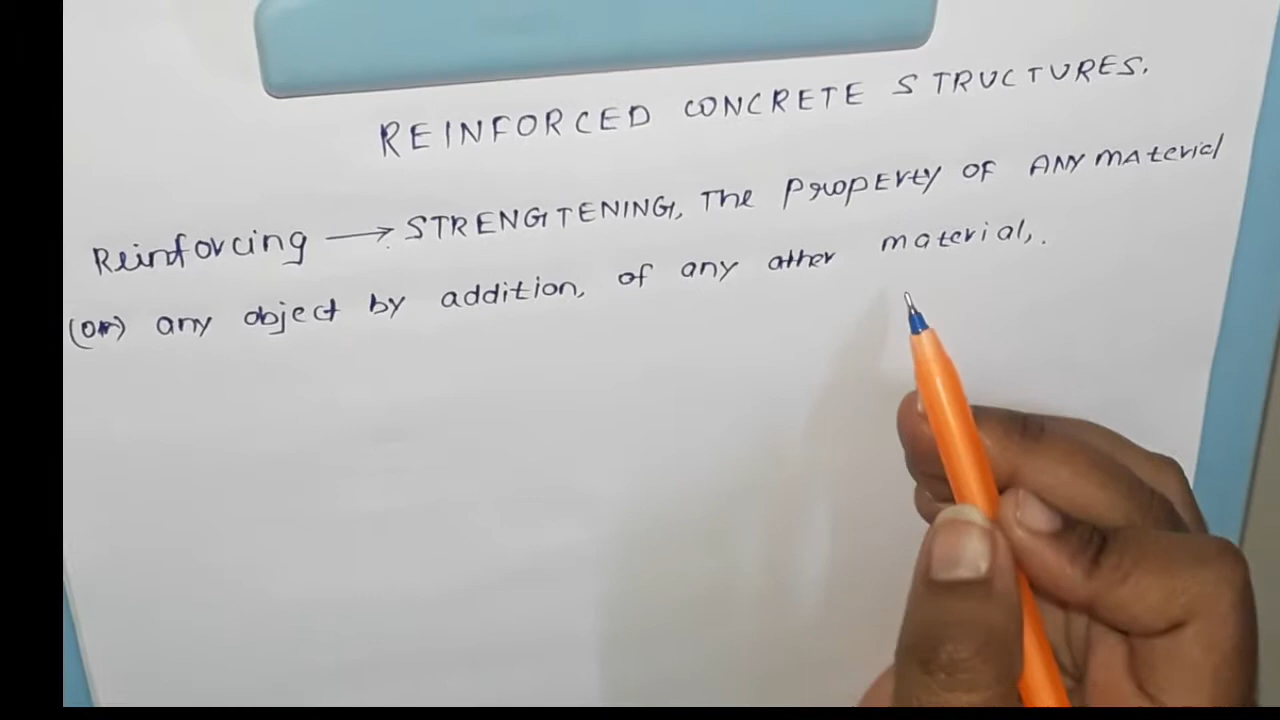 REINFORCED CONCRETE STRUCTURES.
Reinforcing → STRENGTENING, The PropErty of ANY MATerial
(or) any object by addition, of any other material,.